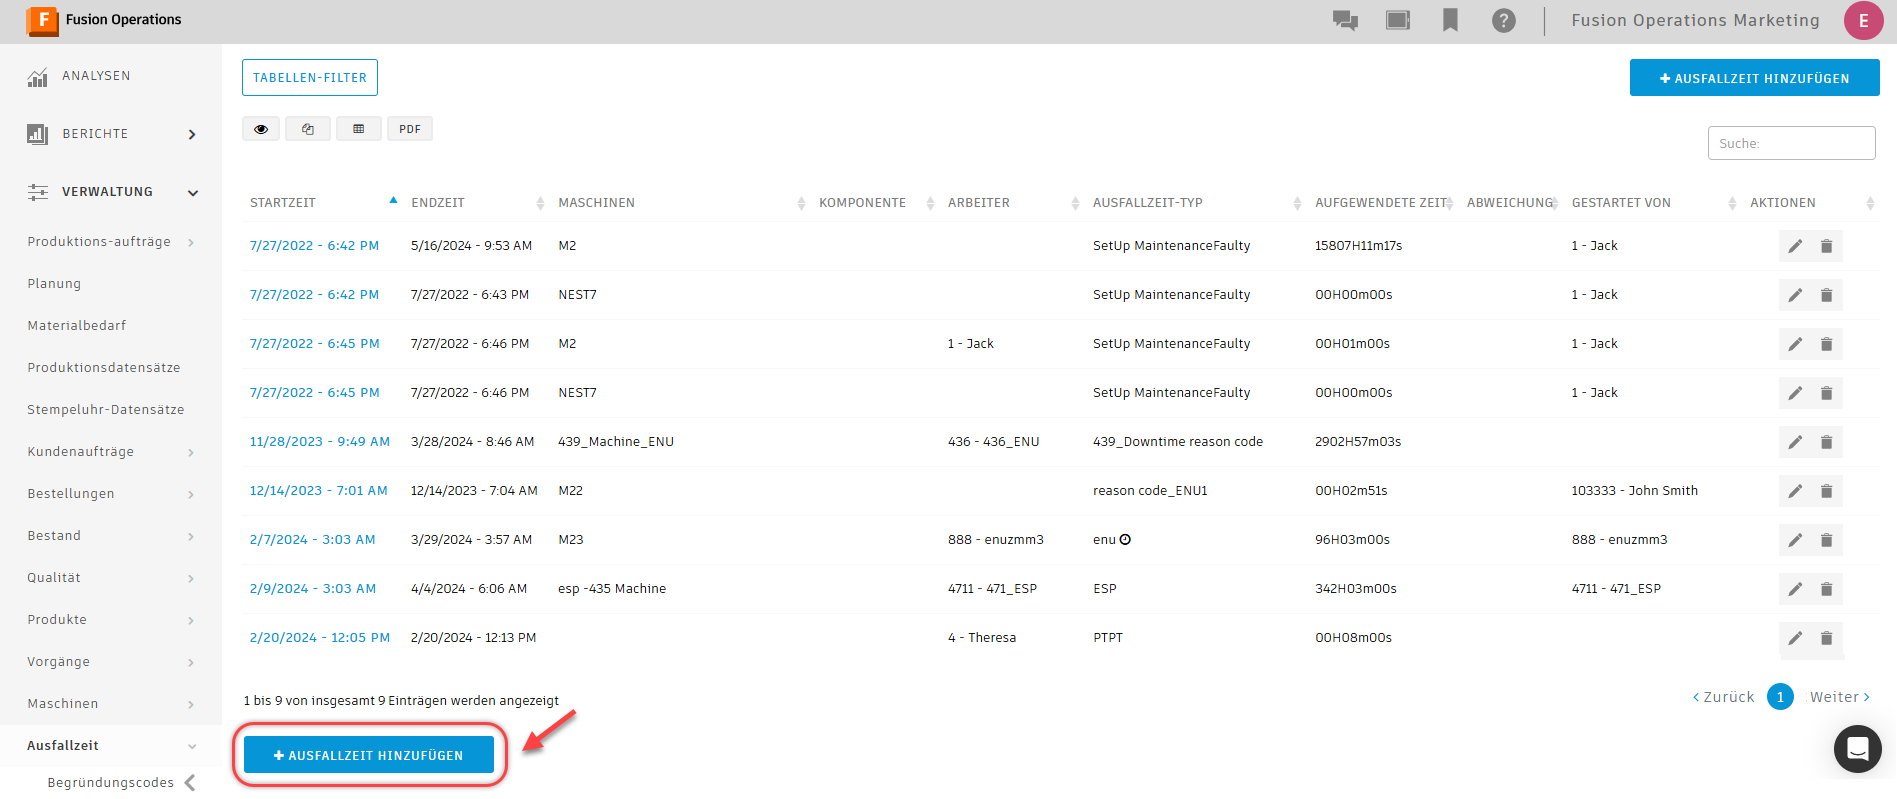 F Fusion Operations
Fusion Operations Marketing E
ANALYSEN
BERICHTE
VERWALTUNG
Produktions-aufträge
Planung
Materialbedarf
Produktionsdatensätze
Stempeluhr-Datensätze
Kundenaufträge
Bestellungen
Bestand
Qualität
Produkte
Vorgänge
Maschinen
Ausfallzeit
Begründungscodes
TABELLEN-FILTER
+ AUSFALLZEIT HINZUFÜGEN
PDF
Suche:
STARTZEIT ENDZEIT MASCHINEN KOMPONENTE ARBEITER AUSFALLZEIT-TYP AUFGEWENDETE ZEIT ABWEICHUNG GESTARTET VON AKTIONEN
7/27/2022 - 6:42 PM 5/16/2024 - 9:53 AM M2 SetUp MaintenanceFaulty 15807H11m17s 1 - Jack
7/27/2022 - 6:42 PM 7/27/2022 - 6:43 PM NEST7 SetUp MaintenanceFaulty 00H00m00s 1 - Jack
7/27/2022 - 6:45 PM 7/27/2022 - 6:46 PM M2 1 - Jack SetUp MaintenanceFaulty 00H01m00s 1 - Jack
7/27/2022 - 6:45 PM 7/27/2022 - 6:46 PM NEST7 SetUp MaintenanceFaulty 00H00m00s 1 - Jack
11/28/2023 - 9:49 AM 3/28/2024 - 8:46 AM 439_Machine_ENU 436 - 436_ENU 439_Downtime reason code 2902H57m03s
12/14/2023 - 7:01 AM 12/14/2023 - 7:04 AM M22 reason code_ENU1 00H02m51s 103333 - John Smith
2/7/2024 - 3:03 AM 3/29/2024 - 3:57 AM M23 888 - enuzmm3 enu 96H03m00s 888 - enuzmm3
2/9/2024 - 3:03 AM 4/4/2024 - 6:06 AM esp -435 Machine 4711 - 471_ESP ESP 342H03m00s 4711 - 471_ESP
2/20/2024 - 12:05 PM 2/20/2024 - 12:13 PM 4 - Theresa PTPT 00H08m00s
1 bis 9 von insgesamt 9 Einträgen werden angezeigt
< Zurück 1 Weiter >
+ AUSFALLZEIT HINZUFÜGEN